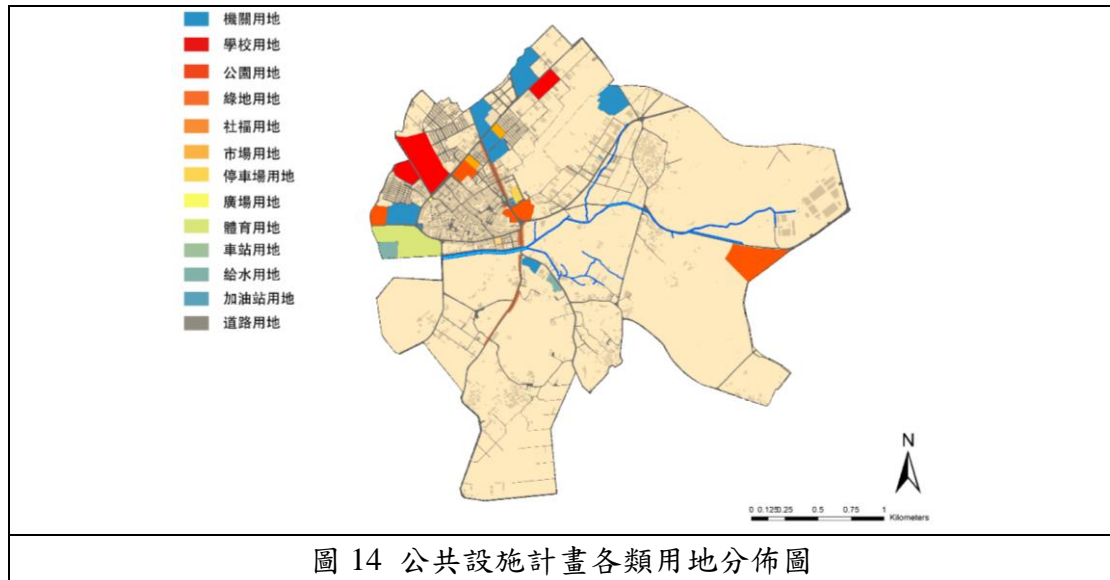 機關用地
學校用地
公園用地
綠地用地
社福用地
市場用地
停車場用地
廣場用地
體育用地
車站用地
給水用地
加油站用地
道路用地
N
0 0.1250.25 0.5 0.75 1
Kilometers
圖 14 公共設施計畫各類用地分佈圖